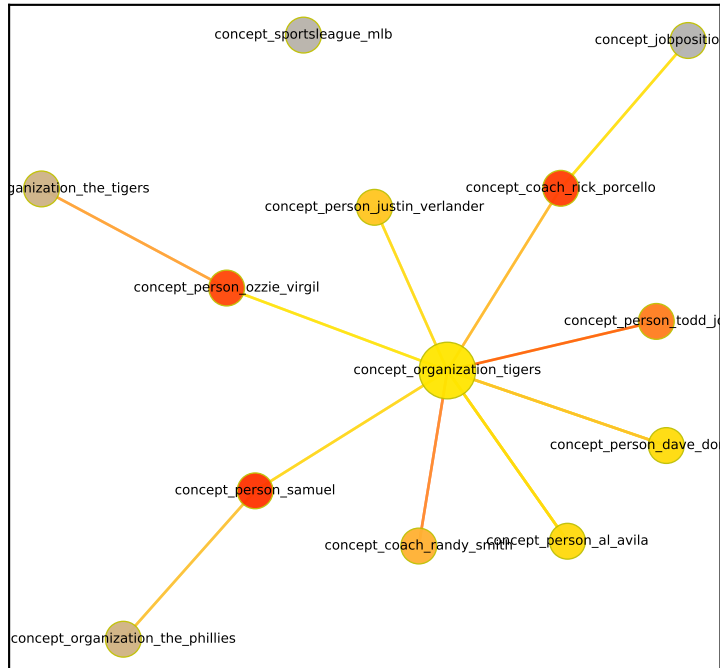 concept_sportsleague_mlb
concept_jobpositio
ganization_the_tigers
concept_coach_rick_porcello
concept_person_justin_verlander
concept_person_ozzie_virgil
concept_person_todd_jo
concept_organization_tigers
concept_person_dave_do
concept_person_samuel
concept_coach_randy_smith
concept_person_al_avila
concept_organization_the_phillies